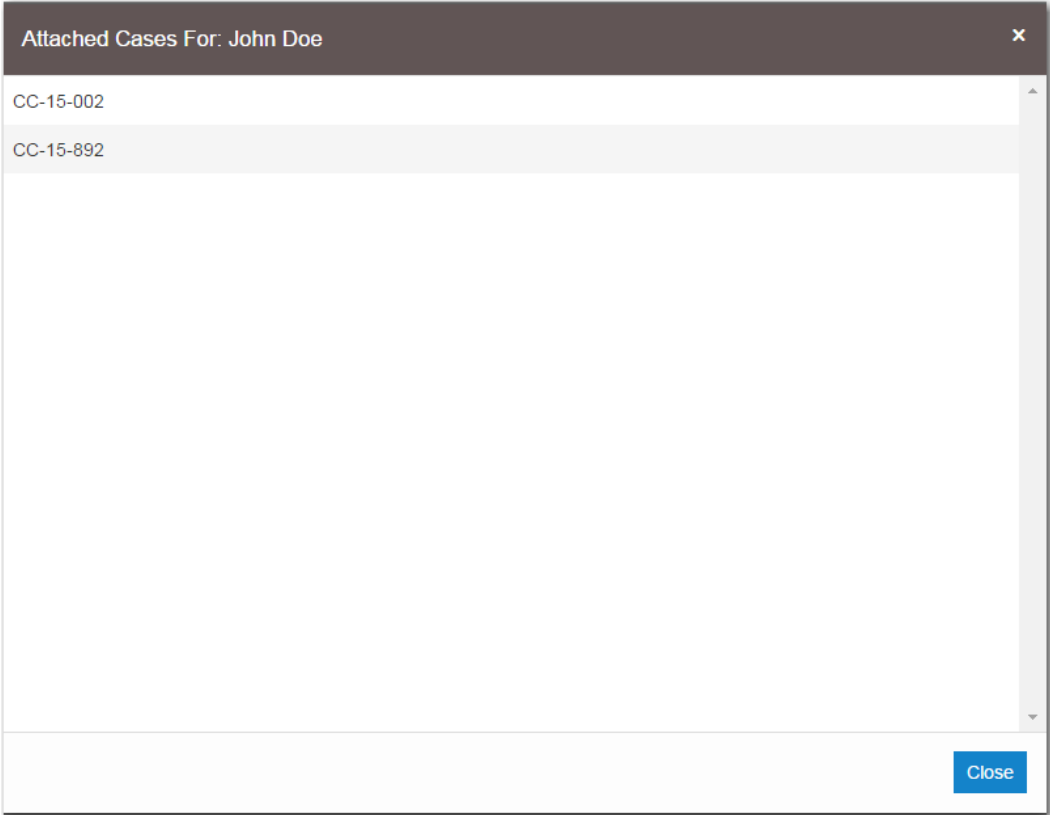 Attached Cases For: John Doe
×
CC-15-002
CC-15-892
Close